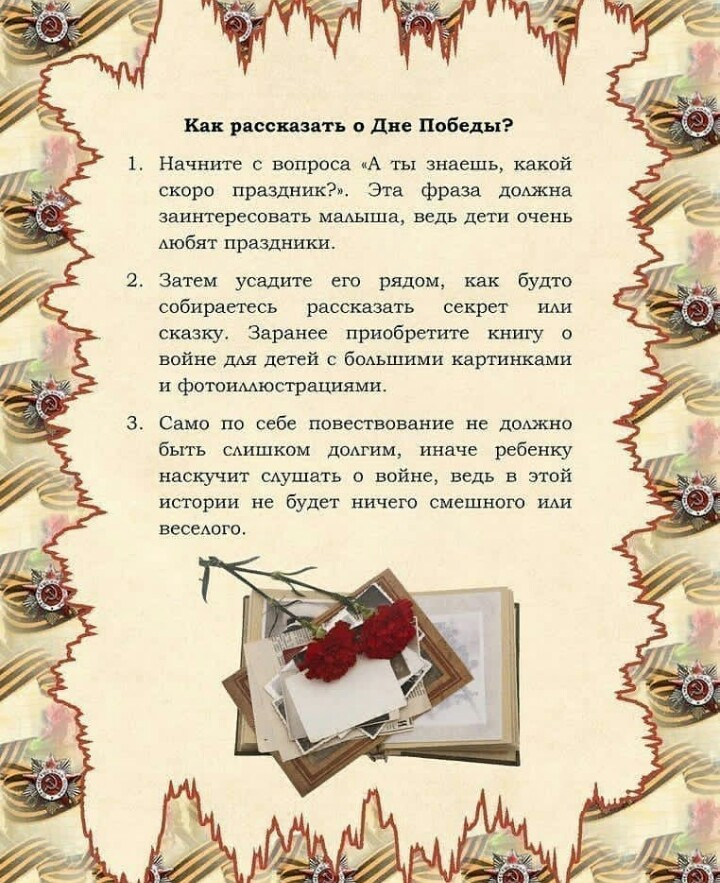 Как рассказать о Дне Победы?
1. Начните с вопроса «А ты знаешь, какой
скоро праздник?». Эта фраза должна
заинтересовать малыша, ведь дети очень
любят праздники.
2. Затем усадите его рядом, как будто
собираетесь рассказать секрет или
сказку. Заранее приобретите книгу о
войне для детей с большими картинками
и фотоиллюстрациями.
3. Само по себе повествование не должно
быть слишком долгим, иначе ребенку
наскучит слушать о войне, ведь в этой
истории не будет ничего смешного или
веселого.